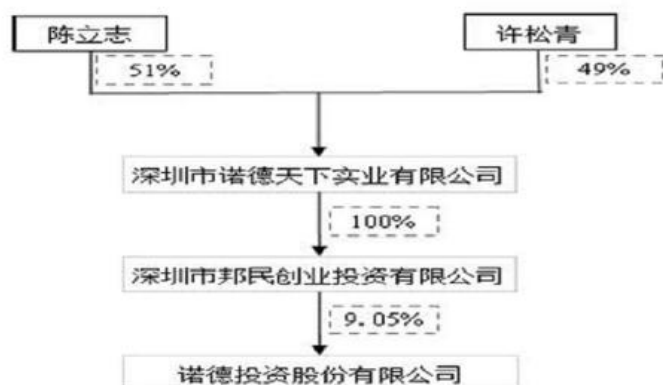 陈立志
许松青
51%
49%
深圳市诺德天下实业有限公司
100%
深圳市邦民创业投资有限公司
9.05%
诺德投资股份有限公司